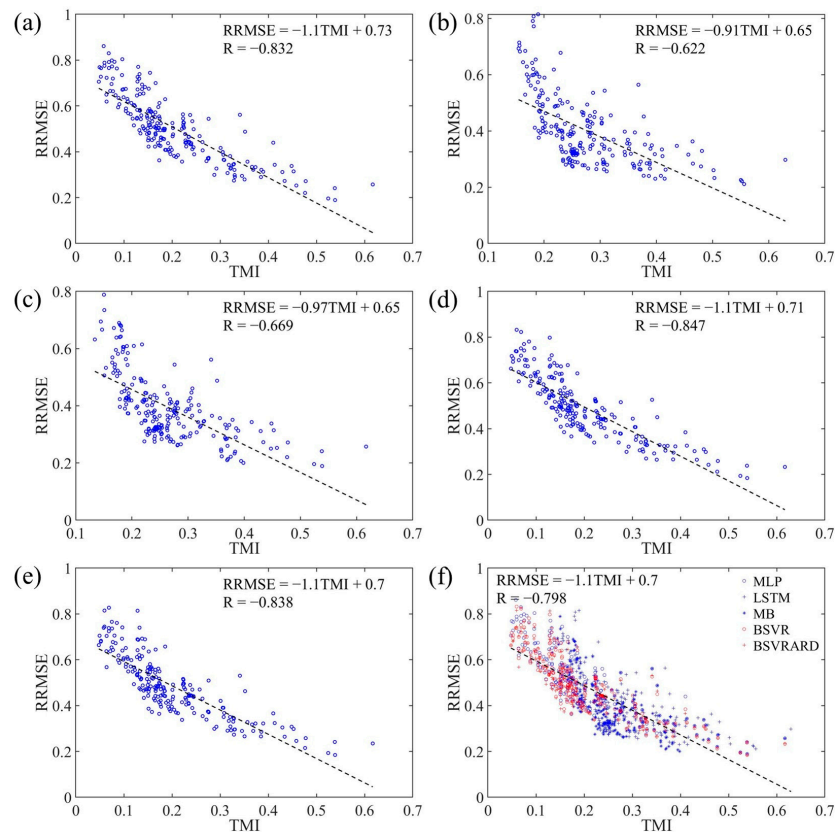 (a)
RRMSE = −1.1TMI + 0.73
R = −0.832
1
0.8
0.6
0.4
0.2
0
RRMSE
0 0.1 0.2 0.3 0.4 0.5 0.6 0.7
TMI
(b)
RRMSE = −0.91TMI + 0.65
R = −0.622
0.8
0.6
0.4
0.2
0
RRMSE
0.1 0.2 0.3 0.4 0.5 0.6 0.7
TMI
(c)
RRMSE = −0.97TMI + 0.65
R = −0.669
0.8
0.6
0.4
0.2
0
RRMSE
0.1 0.2 0.3 0.4 0.5 0.6 0.7
TMI
(d)
RRMSE = −1.1TMI + 0.71
R = −0.847
1
0.8
0.6
0.4
0.2
0
RRMSE
0 0.1 0.2 0.3 0.4 0.5 0.6 0.7
TMI
(e)
RRMSE = −1.1TMI + 0.7
R = −0.838
1
0.8
0.6
0.4
0.2
0
RRMSE
0 0.1 0.2 0.3 0.4 0.5 0.6 0.7
TMI
(f)
RRMSE = −1.1TMI + 0.7
R = −0.798
MLP
LSTM
MB
BSVR
BSVRARD
1
0.8
0.6
0.4
0.2
0
RRMSE
0 0.1 0.2 0.3 0.4 0.5 0.6 0.7
TMI